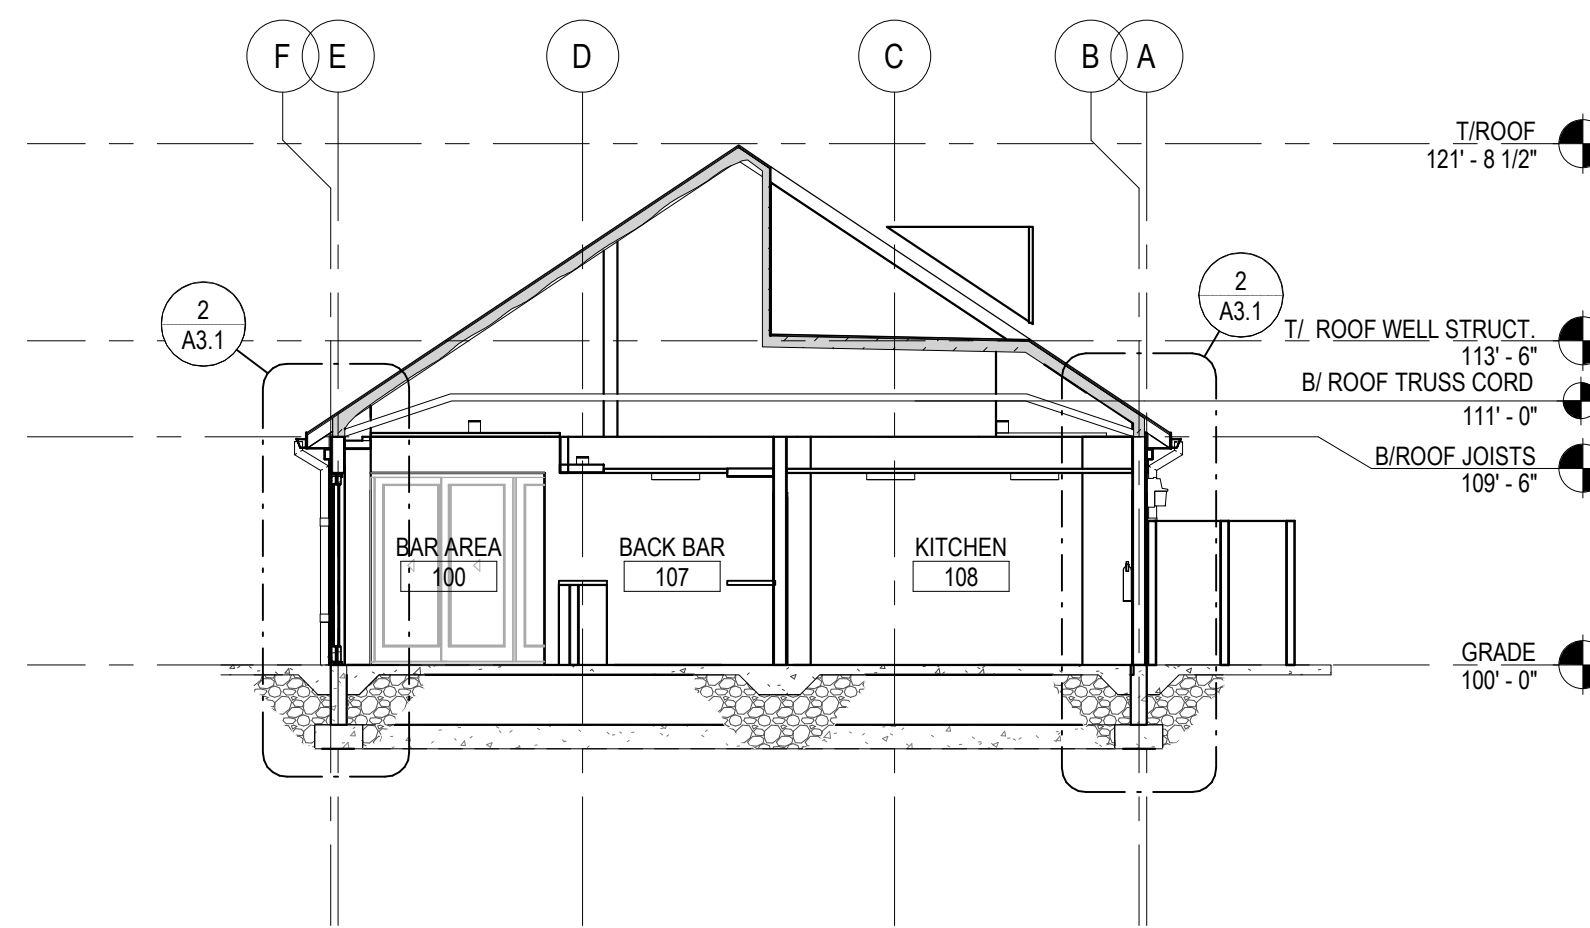 F E D C B A
T/ROOF
121' - 8 1/2"
2
A3.1
2
A3.1
T/ ROOF WELL STRUCT.
113' - 6"
B/ ROOF TRUSS CORD
111' - 0"
B/ROOF JOISTS
109' - 6"
BAR AREA
100
BACK BAR
107
KITCHEN
108
GRADE
100' - 0"